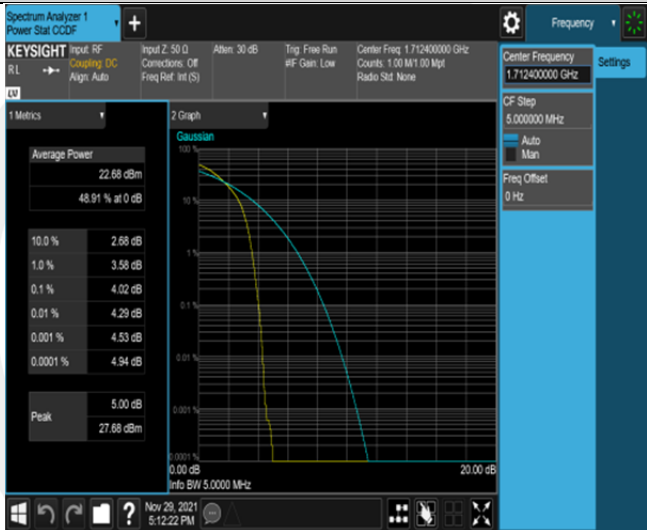 Spectrum Analyzer 1
Power Stat CCDF
+
Frequency
KEYSIGHT
RL
Input: RF
Coupling: DC
Align: Auto
Input Z: 50 Ω
Corrections: Off
Freq Ref: Int (S)
Atten: 30 dB
Trig: Free Run
#IF Gain: Low
Center Freq: 1.712400000 GHz
Counts: 1.00 M/1.00 Mpt
Radio Std: None
Center Frequency
1.712400000 GHz
Settings
CF Step
5.000000 MHz
Auto
Man
Freq Offset
0 Hz
1 Metrics
Average Power
22.68 dBm
48.91 % at 0 dB
10.0 % 2.68 dB
1.0 % 3.58 dB
0.1 % 4.02 dB
0.01 % 4.29 dB
0.001 % 4.53 dB
0.0001 % 4.94 dB
Peak
5.00 dB
27.68 dBm
2 Graph
Gaussian
100 %
10 %
1 %
0.1 %
0.01 %
0.001 %
0.0001 %
0.00 dB
20.00 dB
Info BW 5.0000 MHz
?
Nov 29, 2021
5:12:22 PM